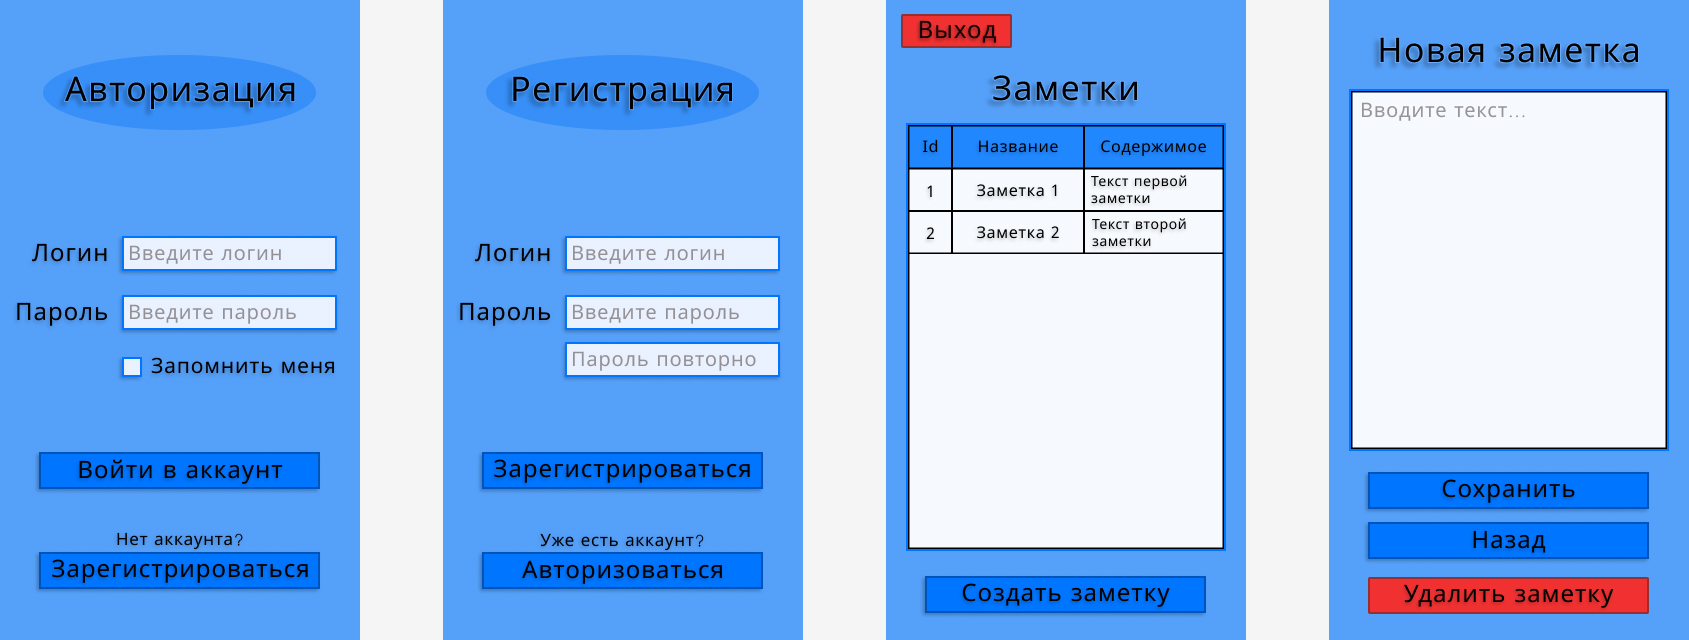 Авторизация
Логин
Введите логин
Пароль
Введите пароль
Запомнить меня
Войти в аккаунт
Нет аккаунта?
Зарегистрироваться
Регистрация
Логин
Введите логин
Пароль
Введите пароль
Пароль повторно
Зарегистрироваться
Уже есть аккаунт?
Авторизоваться
Выход
Заметки
Id Название Содержимое
1 Заметка 1 Текст первой
заметки
2 Заметка 2 Текст второй
заметки
Создать заметку
Новая заметка
Вводите текст...
Сохранить
Назад
Удалить заметку